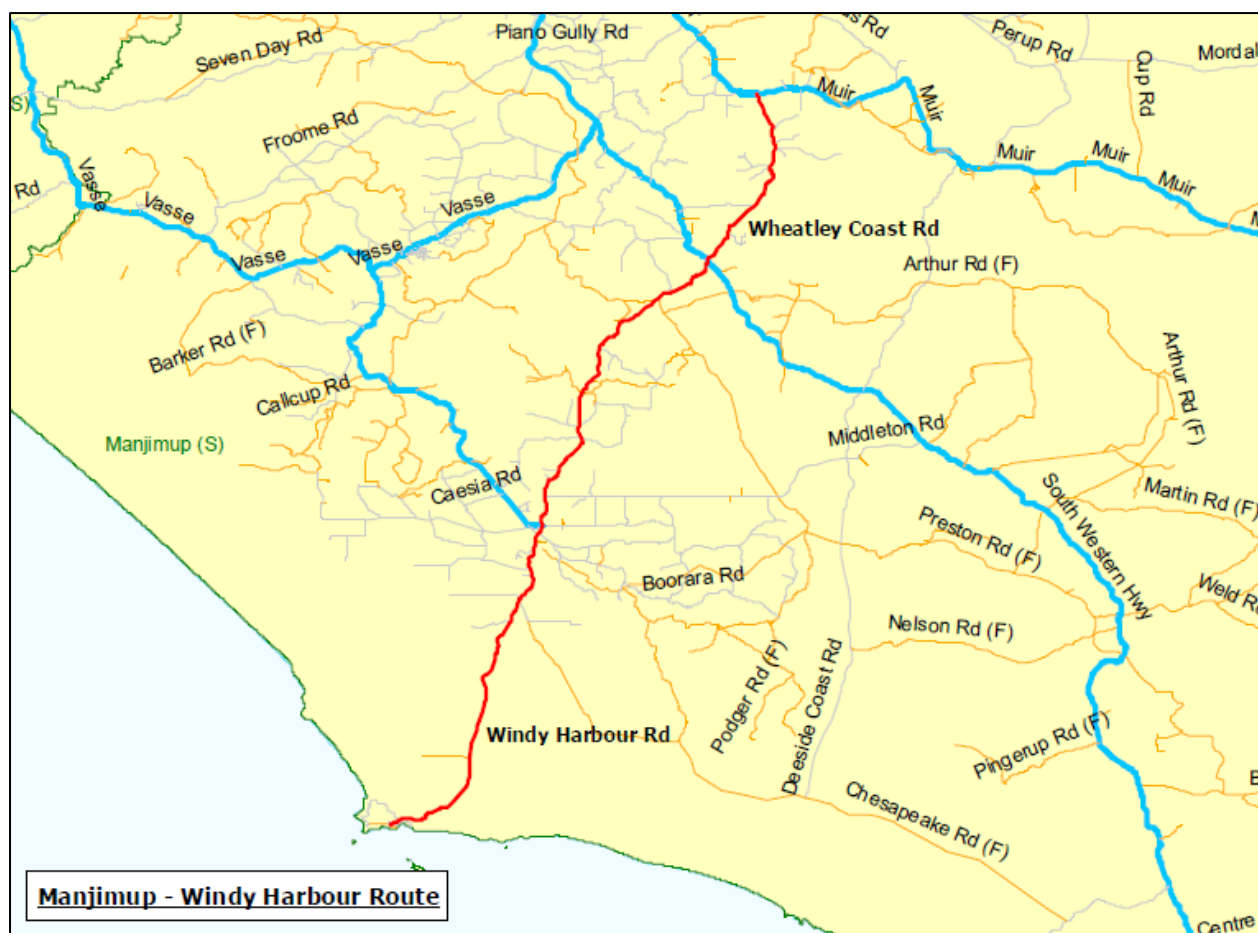 Piano Gully Rd
Seven Day Rd
Perup Rd
Mordal
Cup Rd
Muir
Muir
Muir
Muir
Muir
S)
Froome Rd
Rd
Vasse
Vasse
Vasse
Vasse
Vasse
Wheatley Coast Rd
Arthur Rd (F)
Barker Rd (F)
Callcup Rd
Arthur Rd (F)
Manjimup (S)
Middleton Rd
Caesia Rd
South Western Hwy
Martin Rd (F)
Preston Rd (F)
Boorara Rd
Weld R
Nelson Rd (F)
Podger Rd (F)
Deeside Coast Rd
Windy Harbour Rd
Pingerup Rd (F)
Chesapeake Rd (F)
Manjimup - Windy Harbour Route
Centre